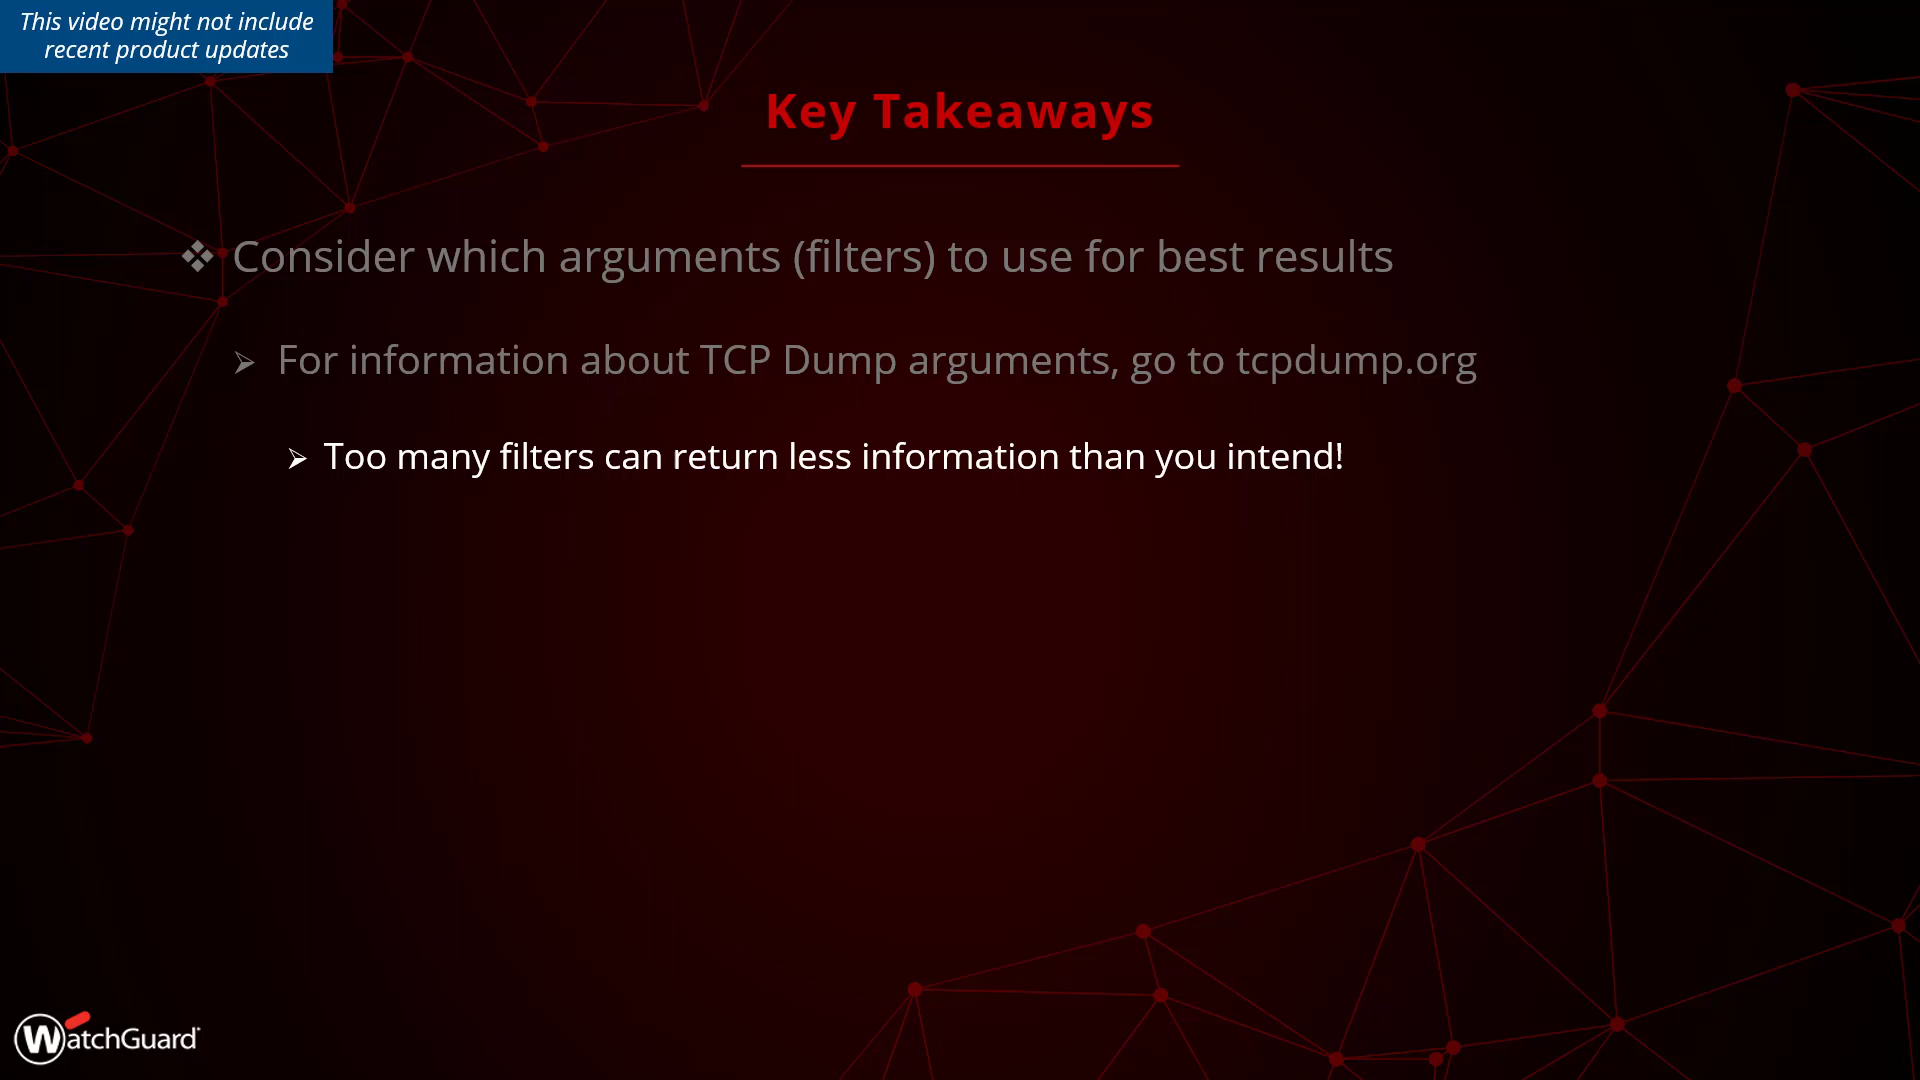 This video might not include
recent product updates
Key Takeaways
Consider which arguments (filters) to use for best results
For information about TCP Dump arguments, go to tcpdump.org
Too many filters can return less information than you intend!
WatchGuard